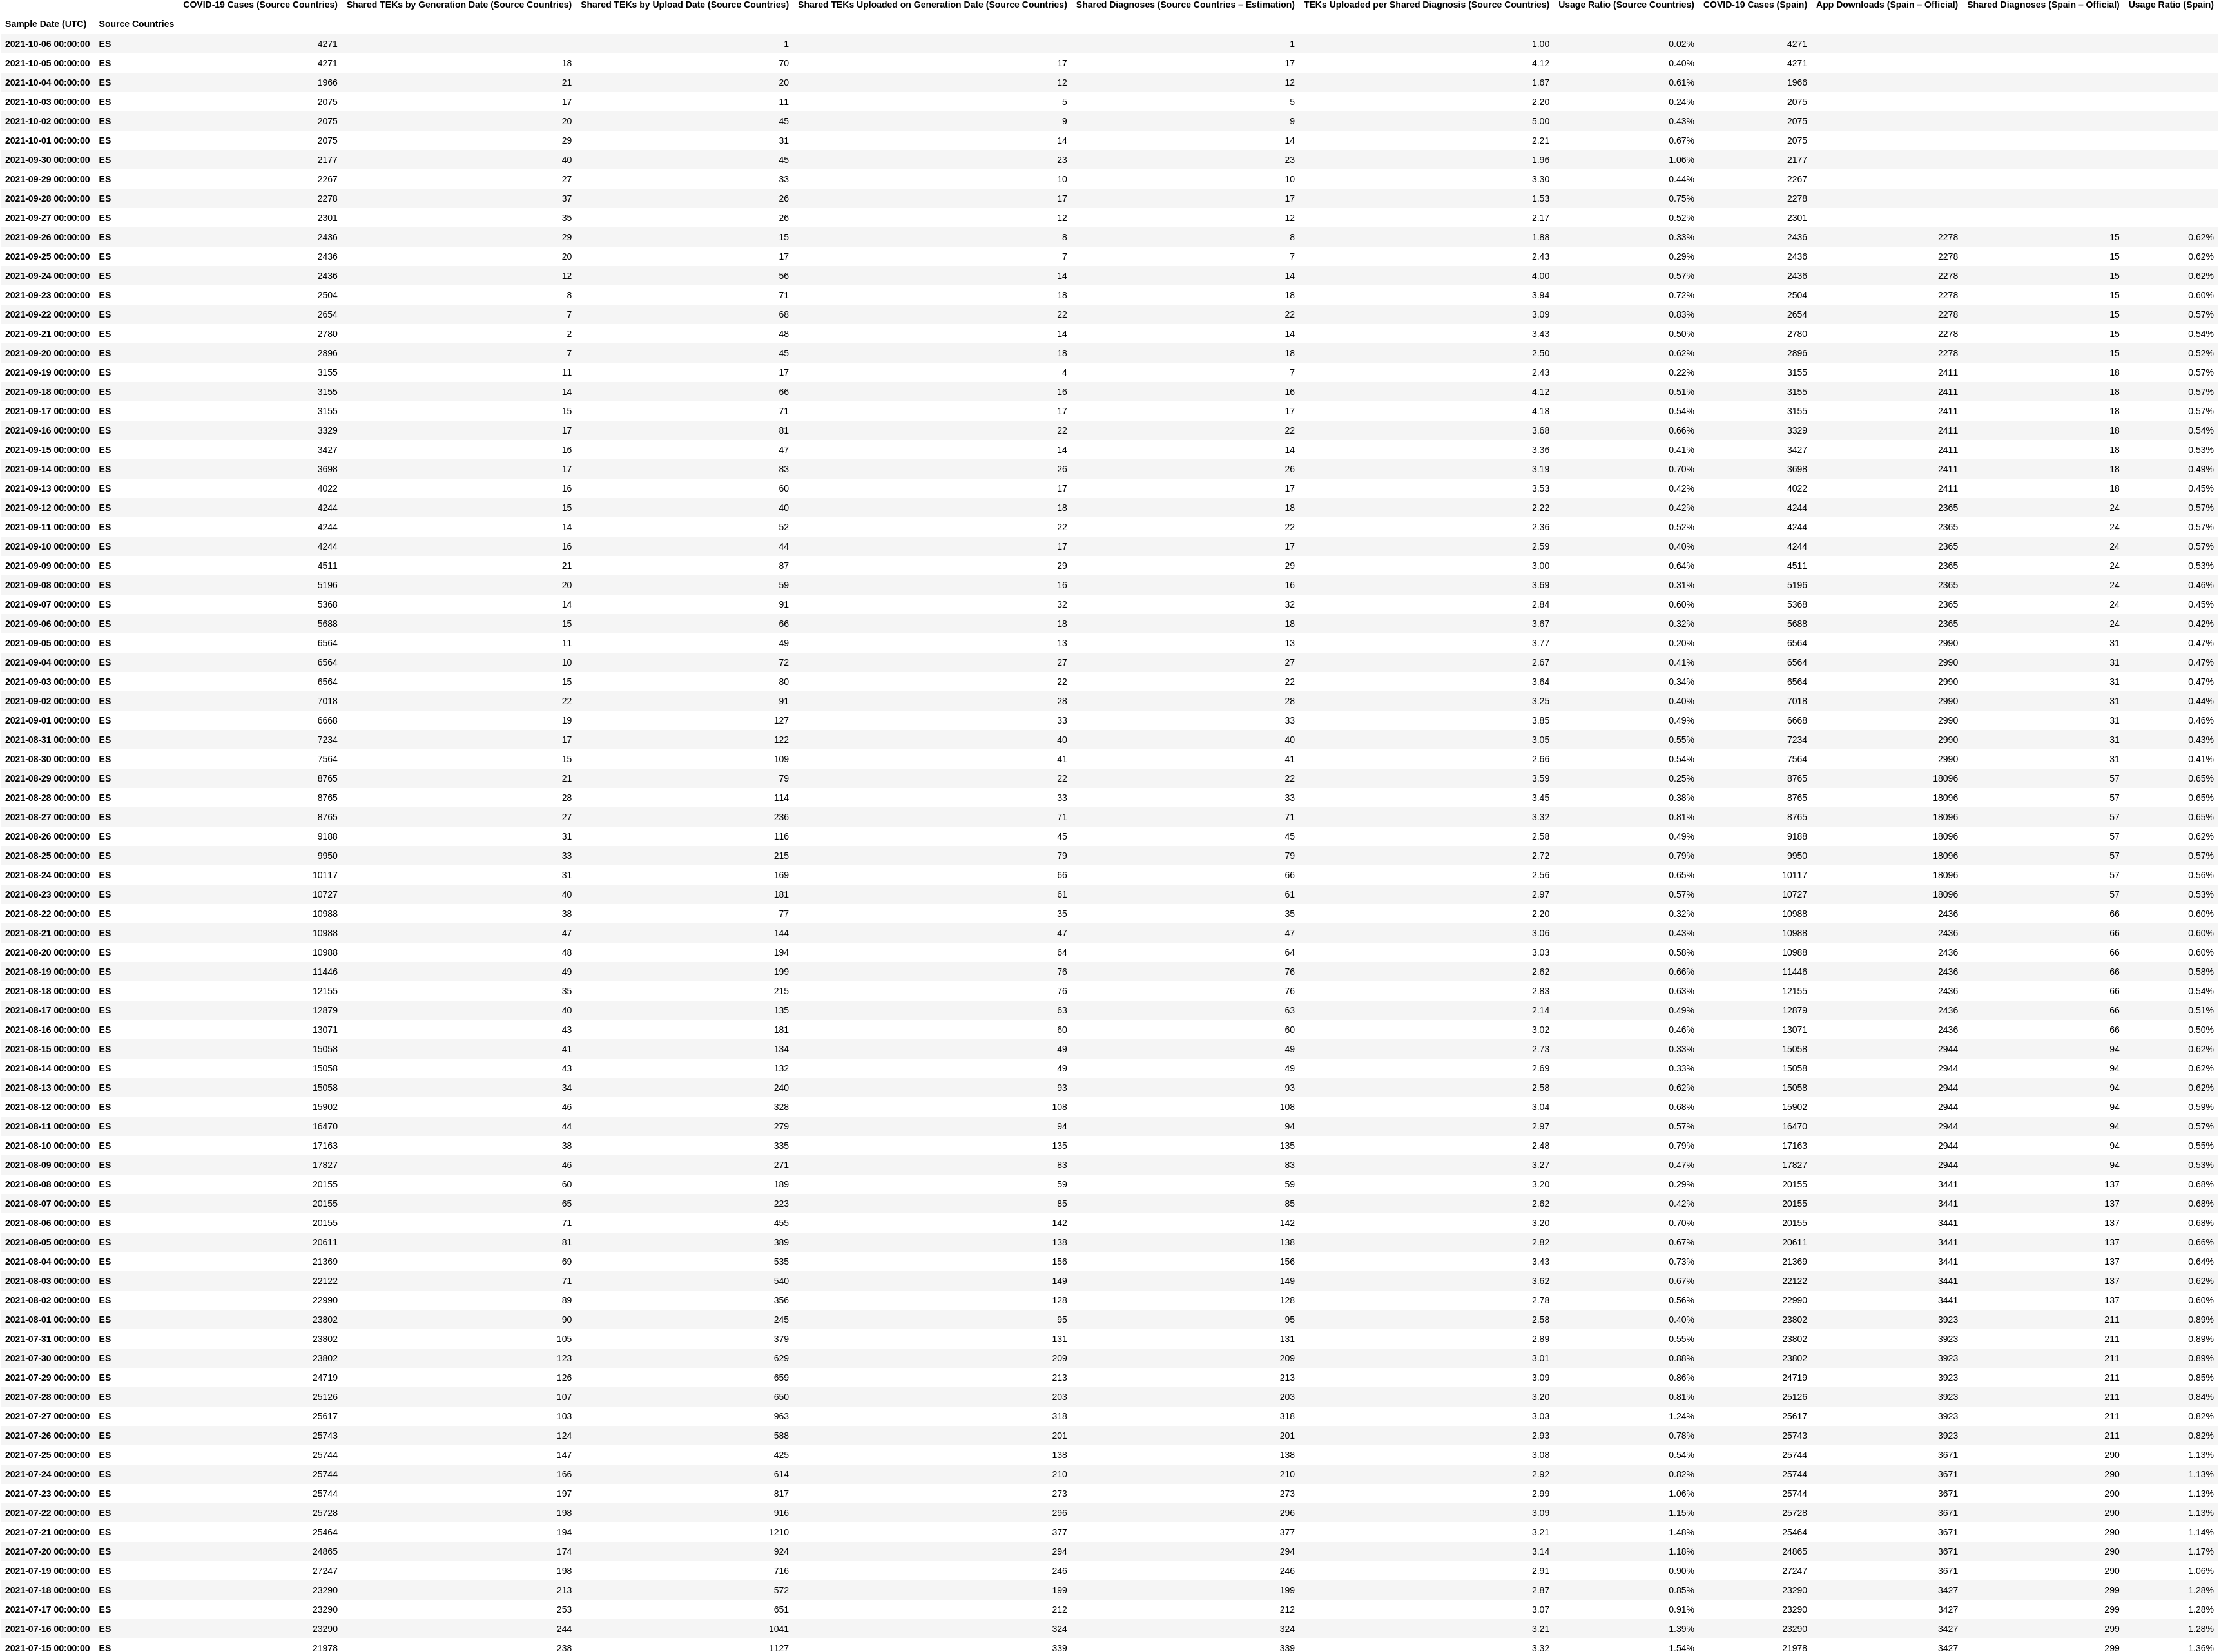 COVID-19 Cases (Source Countries) Shared TEKs by Generation Date (Source Countries) Shared TEKs by Upload Date (Source Countries) Shared TEKs Uploaded on Generation Date (Source Countries) Shared Diagnoses (Source Countries – Estimation) TEKs Uploaded per Shared Diagnosis (Source Countries) Usage Ratio (Source Countries) COVID-19 Cases (Spain) App Downloads (Spain – Official) Shared Diagnoses (Spain – Official) Usage Ratio (Spain)
Sample Date (UTC) Source Countries
2021-10-06 00:00:00 ES 4271 1 1 1.00 0.02% 4271
2021-10-05 00:00:00 ES 4271 18 70 17 17 4.12 0.40% 4271
2021-10-04 00:00:00 ES 1966 21 20 12 12 1.67 0.61% 1966
2021-10-03 00:00:00 ES 2075 17 11 5 5 2.20 0.24% 2075
2021-10-02 00:00:00 ES 2075 20 45 9 9 5.00 0.43% 2075
2021-10-01 00:00:00 ES 2075 29 31 14 14 2.21 0.67% 2075
2021-09-30 00:00:00 ES 2177 40 45 23 23 1.96 1.06% 2177
2021-09-29 00:00:00 ES 2267 27 33 10 10 3.30 0.44% 2267
2021-09-28 00:00:00 ES 2278 37 26 17 17 1.53 0.75% 2278
2021-09-27 00:00:00 ES 2301 35 26 12 12 2.17 0.52% 2301
2021-09-26 00:00:00 ES 2436 29 15 8 8 1.88 0.33% 2436 2278 15 0.62%
2021-09-25 00:00:00 ES 2436 20 17 7 7 2.43 0.29% 2436 2278 15 0.62%
2021-09-24 00:00:00 ES 2436 12 56 14 14 4.00 0.57% 2436 2278 15 0.62%
2021-09-23 00:00:00 ES 2504 8 71 18 18 3.94 0.72% 2504 2278 15 0.60%
2021-09-22 00:00:00 ES 2654 7 68 22 22 3.09 0.83% 2654 2278 15 0.57%
2021-09-21 00:00:00 ES 2780 2 48 14 14 3.43 0.50% 2780 2278 15 0.54%
2021-09-20 00:00:00 ES 2896 7 45 18 18 2.50 0.62% 2896 2278 15 0.52%
2021-09-19 00:00:00 ES 3155 11 17 4 7 2.43 0.22% 3155 2411 18 0.57%
2021-09-18 00:00:00 ES 3155 14 66 16 16 4.12 0.51% 3155 2411 18 0.57%
2021-09-17 00:00:00 ES 3155 15 71 17 17 4.18 0.54% 3155 2411 18 0.57%
2021-09-16 00:00:00 ES 3329 17 81 22 22 3.68 0.66% 3329 2411 18 0.54%
2021-09-15 00:00:00 ES 3427 16 47 14 14 3.36 0.41% 3427 2411 18 0.53%
2021-09-14 00:00:00 ES 3698 17 83 26 26 3.19 0.70% 3698 2411 18 0.49%
2021-09-13 00:00:00 ES 4022 16 60 17 17 3.53 0.42% 4022 2411 18 0.45%
2021-09-12 00:00:00 ES 4244 15 40 18 18 2.22 0.42% 4244 2365 24 0.57%
2021-09-11 00:00:00 ES 4244 14 52 22 22 2.36 0.52% 4244 2365 24 0.57%
2021-09-10 00:00:00 ES 4244 16 44 17 17 2.59 0.40% 4244 2365 24 0.57%
2021-09-09 00:00:00 ES 4511 21 87 29 29 3.00 0.64% 4511 2365 24 0.53%
2021-09-08 00:00:00 ES 5196 20 59 16 16 3.69 0.31% 5196 2365 24 0.46%
2021-09-07 00:00:00 ES 5368 14 91 32 32 2.84 0.60% 5368 2365 24 0.45%
2021-09-06 00:00:00 ES 5688 15 66 18 18 3.67 0.32% 5688 2365 24 0.42%
2021-09-05 00:00:00 ES 6564 11 49 13 13 3.77 0.20% 6564 2990 31 0.47%
2021-09-04 00:00:00 ES 6564 10 72 27 27 2.67 0.41% 6564 2990 31 0.47%
2021-09-03 00:00:00 ES 6564 15 80 22 22 3.64 0.34% 6564 2990 31 0.47%
2021-09-02 00:00:00 ES 7018 22 91 28 28 3.25 0.40% 7018 2990 31 0.44%
2021-09-01 00:00:00 ES 6668 19 127 33 33 3.85 0.49% 6668 2990 31 0.46%
2021-08-31 00:00:00 ES 7234 17 122 40 40 3.05 0.55% 7234 2990 31 0.43%
2021-08-30 00:00:00 ES 7564 15 109 41 41 2.66 0.54% 7564 2990 31 0.41%
2021-08-29 00:00:00 ES 8765 21 79 22 22 3.59 0.25% 8765 18096 57 0.65%
2021-08-28 00:00:00 ES 8765 28 114 33 33 3.45 0.38% 8765 18096 57 0.65%
2021-08-27 00:00:00 ES 8765 27 236 71 71 3.32 0.81% 8765 18096 57 0.65%
2021-08-26 00:00:00 ES 9188 31 116 45 45 2.58 0.49% 9188 18096 57 0.62%
2021-08-25 00:00:00 ES 9950 33 215 79 79 2.72 0.79% 9950 18096 57 0.57%
2021-08-24 00:00:00 ES 10117 31 169 66 66 2.56 0.65% 10117 18096 57 0.56%
2021-08-23 00:00:00 ES 10727 40 181 61 61 2.97 0.57% 10727 18096 57 0.53%
2021-08-22 00:00:00 ES 10988 38 77 35 35 2.20 0.32% 10988 2436 66 0.60%
2021-08-21 00:00:00 ES 10988 47 144 47 47 3.06 0.43% 10988 2436 66 0.60%
2021-08-20 00:00:00 ES 10988 48 194 64 64 3.03 0.58% 10988 2436 66 0.60%
2021-08-19 00:00:00 ES 11446 49 199 76 76 2.62 0.66% 11446 2436 66 0.58%
2021-08-18 00:00:00 ES 12155 35 215 76 76 2.83 0.63% 12155 2436 66 0.54%
2021-08-17 00:00:00 ES 12879 40 135 63 63 2.14 0.49% 12879 2436 66 0.51%
2021-08-16 00:00:00 ES 13071 43 181 60 60 3.02 0.46% 13071 2436 66 0.50%
2021-08-15 00:00:00 ES 15058 41 134 49 49 2.73 0.33% 15058 2944 94 0.62%
2021-08-14 00:00:00 ES 15058 43 132 49 49 2.69 0.33% 15058 2944 94 0.62%
2021-08-13 00:00:00 ES 15058 34 240 93 93 2.58 0.62% 15058 2944 94 0.62%
2021-08-12 00:00:00 ES 15902 46 328 108 108 3.04 0.68% 15902 2944 94 0.59%
2021-08-11 00:00:00 ES 16470 44 279 94 94 2.97 0.57% 16470 2944 94 0.57%
2021-08-10 00:00:00 ES 17163 38 335 135 135 2.48 0.79% 17163 2944 94 0.55%
2021-08-09 00:00:00 ES 17827 46 271 83 83 3.27 0.47% 17827 2944 94 0.53%
2021-08-08 00:00:00 ES 20155 60 189 59 59 3.20 0.29% 20155 3441 137 0.68%
2021-08-07 00:00:00 ES 20155 65 223 85 85 2.62 0.42% 20155 3441 137 0.68%
2021-08-06 00:00:00 ES 20155 71 455 142 142 3.20 0.70% 20155 3441 137 0.68%
2021-08-05 00:00:00 ES 20611 81 389 138 138 2.82 0.67% 20611 3441 137 0.66%
2021-08-04 00:00:00 ES 21369 69 535 156 156 3.43 0.73% 21369 3441 137 0.64%
2021-08-03 00:00:00 ES 22122 71 540 149 149 3.62 0.67% 22122 3441 137 0.62%
2021-08-02 00:00:00 ES 22990 89 356 128 128 2.78 0.56% 22990 3441 137 0.60%
2021-08-01 00:00:00 ES 23802 90 245 95 95 2.58 0.40% 23802 3923 211 0.89%
2021-07-31 00:00:00 ES 23802 105 379 131 131 2.89 0.55% 23802 3923 211 0.89%
2021-07-30 00:00:00 ES 23802 123 629 209 209 3.01 0.88% 23802 3923 211 0.89%
2021-07-29 00:00:00 ES 24719 126 659 213 213 3.09 0.86% 24719 3923 211 0.85%
2021-07-28 00:00:00 ES 25126 107 650 203 203 3.20 0.81% 25126 3923 211 0.84%
2021-07-27 00:00:00 ES 25617 103 963 318 318 3.03 1.24% 25617 3923 211 0.82%
2021-07-26 00:00:00 ES 25743 124 588 201 201 2.93 0.78% 25743 3923 211 0.82%
2021-07-25 00:00:00 ES 25744 147 425 138 138 3.08 0.54% 25744 3671 290 1.13%
2021-07-24 00:00:00 ES 25744 166 614 210 210 2.92 0.82% 25744 3671 290 1.13%
2021-07-23 00:00:00 ES 25744 197 817 273 273 2.99 1.06% 25744 3671 290 1.13%
2021-07-22 00:00:00 ES 25728 198 916 296 296 3.09 1.15% 25728 3671 290 1.13%
2021-07-21 00:00:00 ES 25464 194 1210 377 377 3.21 1.48% 25464 3671 290 1.14%
2021-07-20 00:00:00 ES 24865 174 924 294 294 3.14 1.18% 24865 3671 290 1.17%
2021-07-19 00:00:00 ES 27247 198 716 246 246 2.91 0.90% 27247 3671 290 1.06%
2021-07-18 00:00:00 ES 23290 213 572 199 199 2.87 0.85% 23290 3427 299 1.28%
2021-07-17 00:00:00 ES 23290 253 651 212 212 3.07 0.91% 23290 3427 299 1.28%
2021-07-16 00:00:00 ES 23290 244 1041 324 324 3.21 1.39% 23290 3427 299 1.28%
2021-07-15 00:00:00 ES 21978 238 1127 339 339 3.32 1.54% 21978 3427 299 1.36%